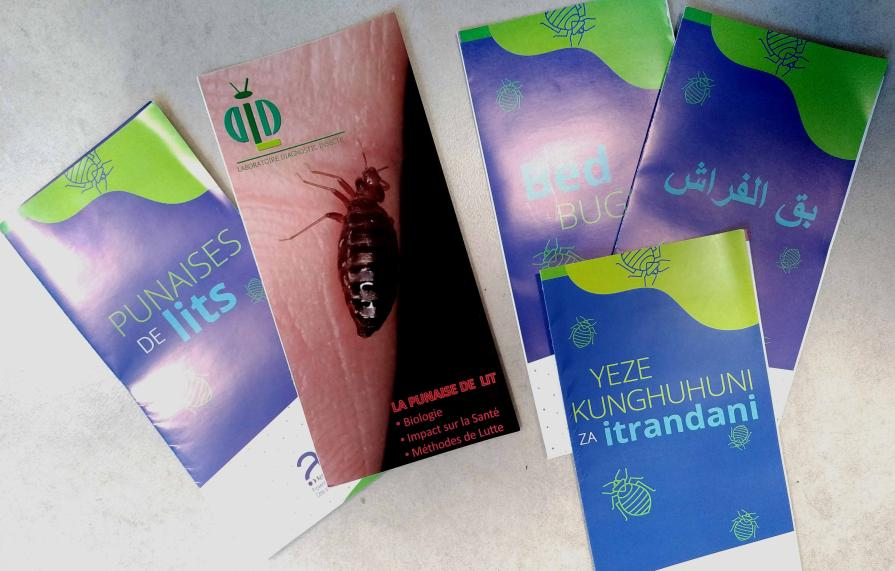 PUNAISES
DE lits
DLD
LABORATOIRE DIAGNOSTIC INSECTE
LA PUNAISE DE LIT
• Biologie
• Impact sur la Santé
• Méthodes de Lutte
Bed
BUG
بق الفراش
YEZE
KUNGHUHUNI
ZA itrandani